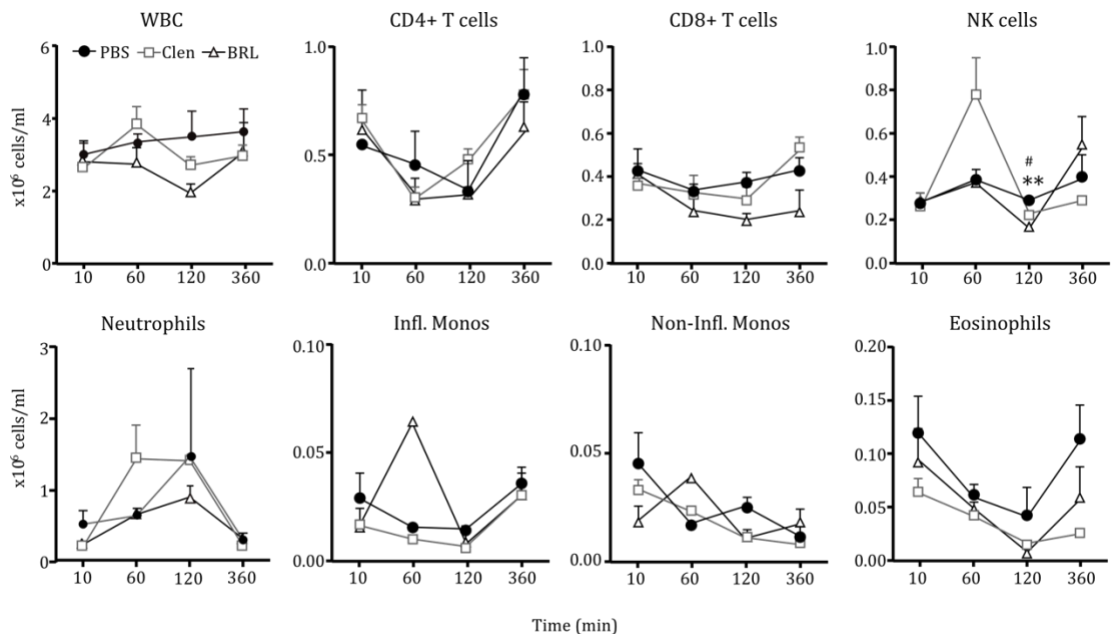 WBC
CD4+ T cells
CD8+ T cells
NK cells
6
4
2
0
x10⁶ cells/ml
PBS Clen BRL
10 60 120 360
1.0
0.5
0.0
10 60 120 360
1.0
0.8
0.6
0.4
0.2
0.0
10 60 120 360
1.0
0.8
0.6
0.4
0.2
0.0
#
**
10 60 120 360
Neutrophils
Infl. Monos
Non-Infl. Monos
Eosinophils
3
2
1
0
x10⁶ cells/ml
10 60 120 360
0.10
0.05
0.00
10 60 120 360
0.10
0.05
0.00
10 60 120 360
0.20
0.15
0.10
0.05
0.00
10 60 120 360
Time (min)